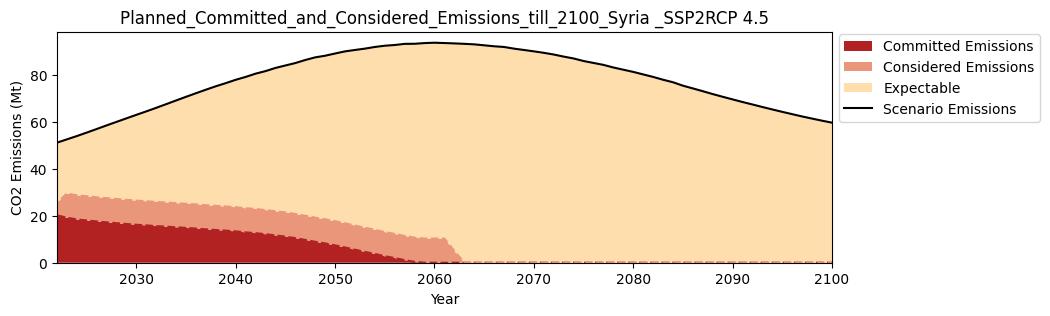 Planned_Committed_and_Considered_Emissions_till_2100_Syria _SSP2RCP 4.5
CO2 Emissions (Mt)
80
60
40
20
0
2030 2040 2050 2060 2070 2080 2090 2100
Year
Committed Emissions
Considered Emissions
Expectable
Scenario Emissions